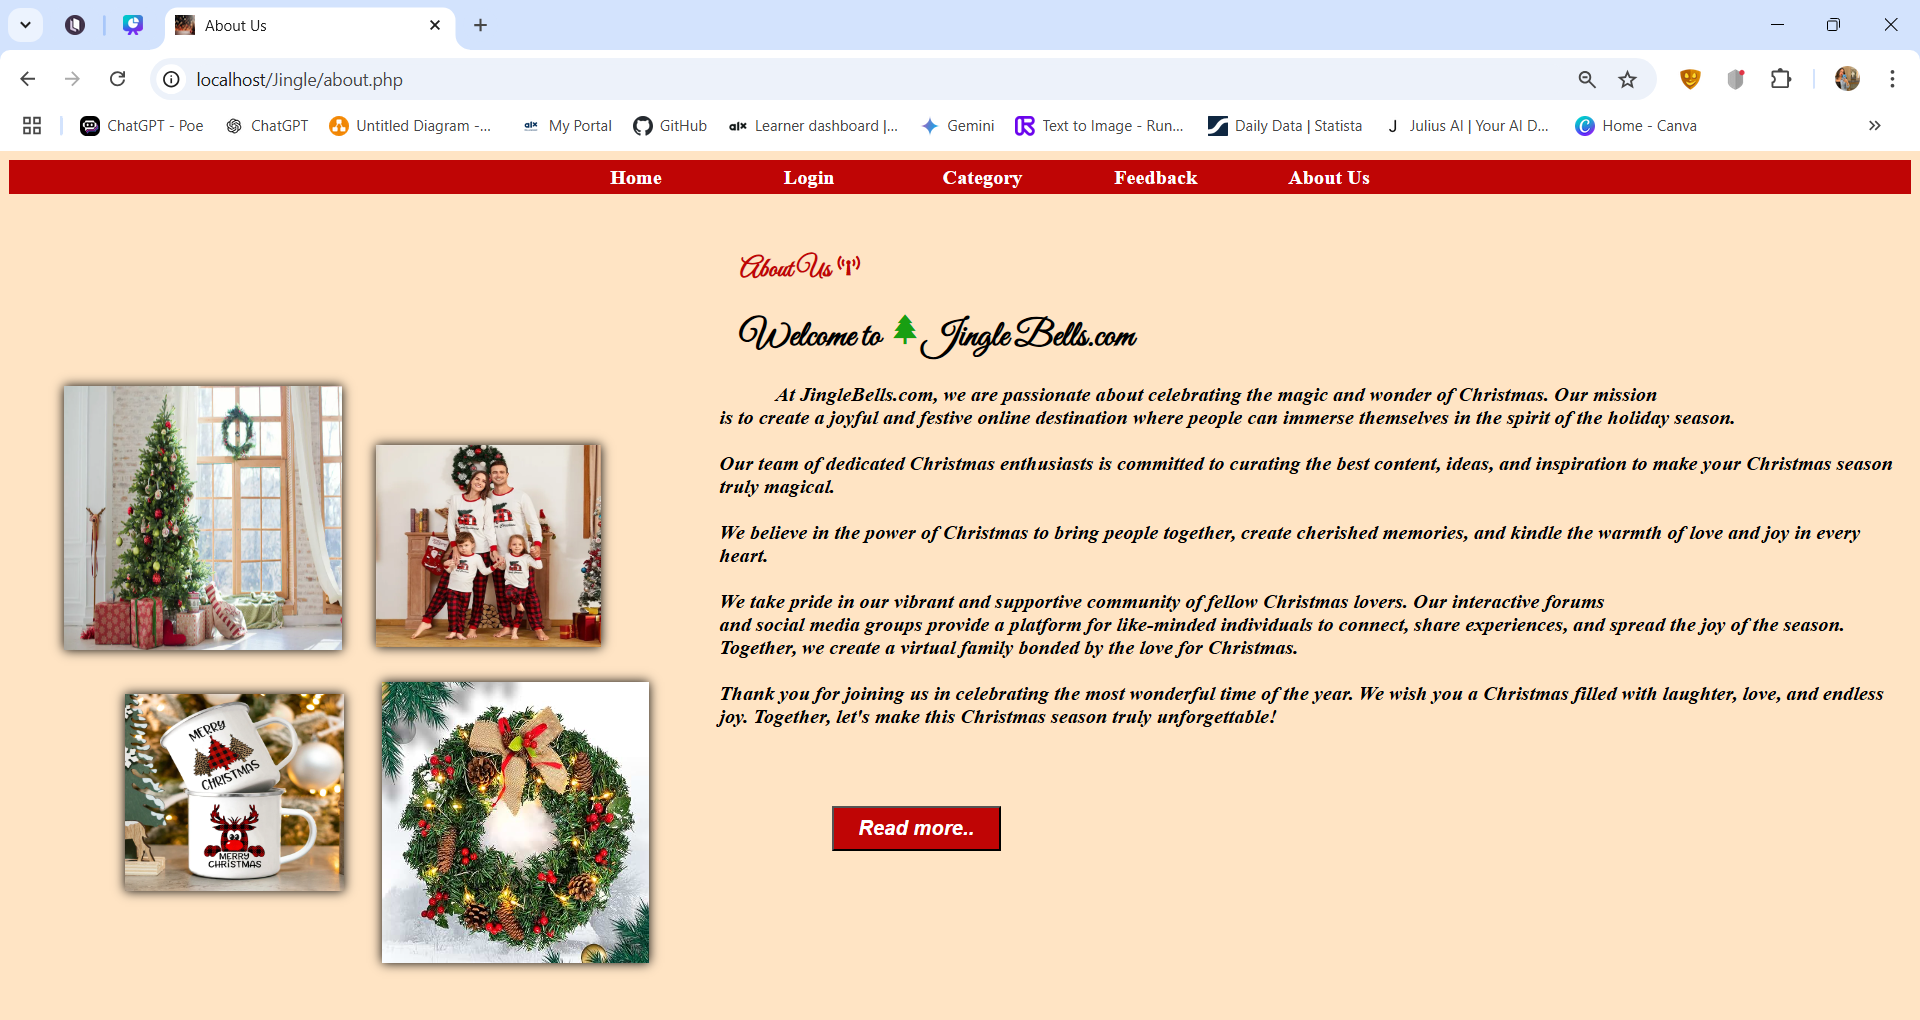 About Us
localhost/Jingle/about.php
ChatGPT - Poe
ChatGPT
Untitled Diagram -...
alx My Portal
GitHub
alx Learner dashboard |...
Gemini
Text to Image - Run...
Daily Data | Statista
J Julius AI | Your AI D...
C Home - Canva
Home Login Category Feedback About Us
About Us
Welcome to Jingle Bells.com
At JingleBells.com, we are passionate about celebrating the magic and wonder of Christmas. Our mission
is to create a joyful and festive online destination where people can immerse themselves in the spirit of the holiday season.
Our team of dedicated Christmas enthusiasts is committed to curating the best content, ideas, and inspiration to make your Christmas season
truly magical.
We believe in the power of Christmas to bring people together, create cherished memories, and kindle the warmth of love and joy in every
heart.
We take pride in our vibrant and supportive community of fellow Christmas lovers. Our interactive forums
and social media groups provide a platform for like-minded individuals to connect, share experiences, and spread the joy of the season.
Together, we create a virtual family bonded by the love for Christmas.
Thank you for joining us in celebrating the most wonderful time of the year. We wish you a Christmas filled with laughter, love, and endless
joy. Together, let's make this Christmas season truly unforgettable!
Read more..
MERRY
CHRISTMAS
MERRY
CHRISTMAS